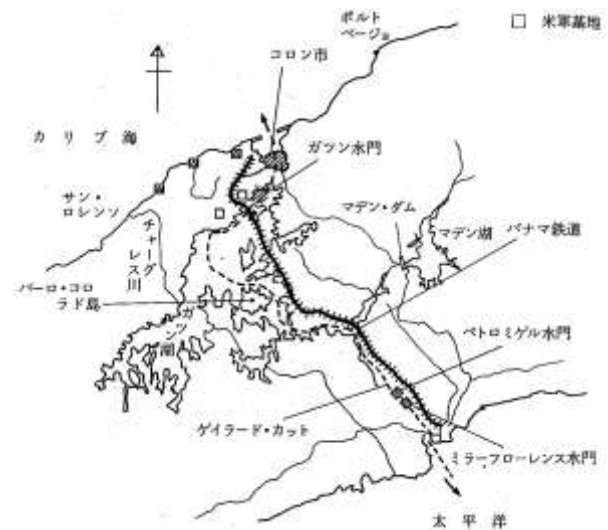 ポルト
ベージョ
□ 米軍基地
コロン市
カリブ海
ガツン水門
サン・
ロレンソ
マデン・ダム
チャーグ
レス川
マデン湖
パナマ鉄道
バーロ・コロ
ラド島
ガツン湖
ペトロミゲル水門
ゲイラード・カット
ミラーフローレンス水門
太平洋